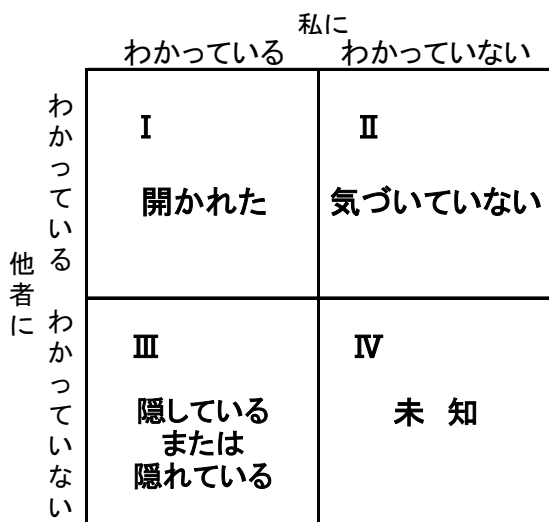 私に
わかっている わかっていない
他者に
わかっている
わかっていない
Ⅰ
開かれた
Ⅱ
気づいていない
Ⅲ
隠している
または
隠れている
Ⅳ
未 知